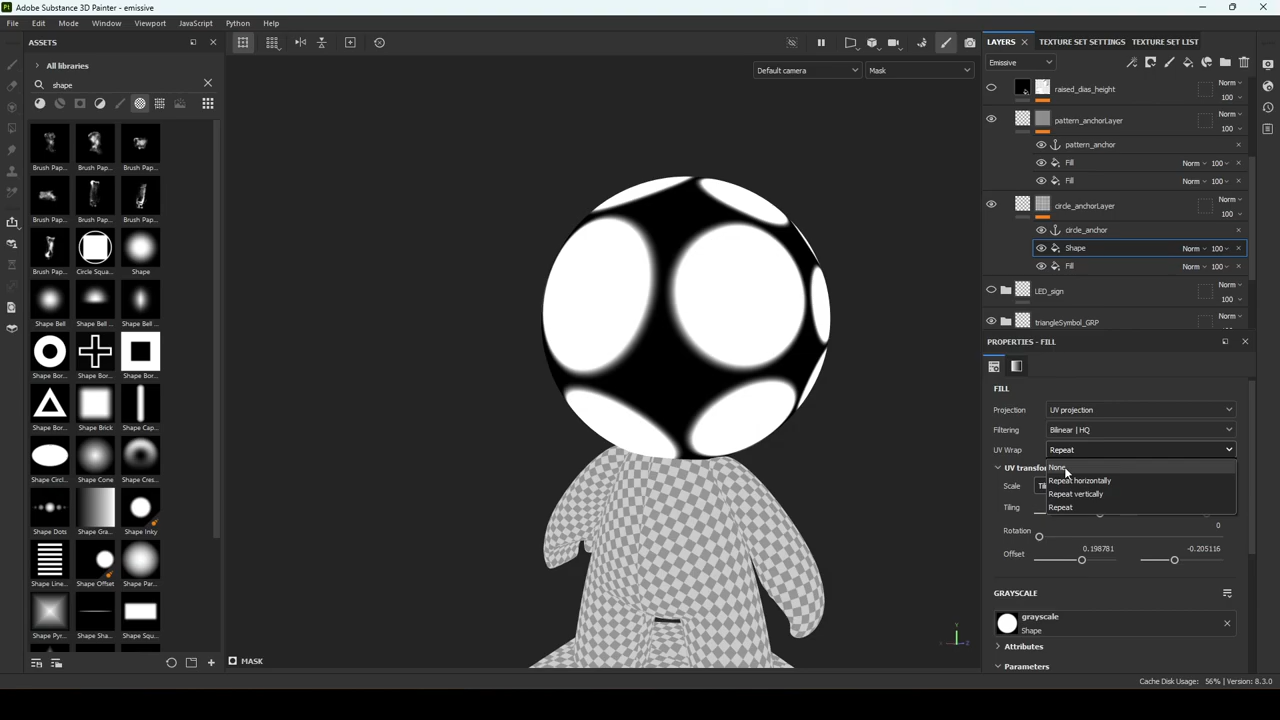 Adobe Substance 3D Painter - emissive
File Edit Mode Window Viewport JavaScript Python Help
ASSETS
All libraries
shape
Brush Pap... Brush Pap... Brush Pap...
Brush Pap... Brush Pap... Brush Pap...
Brush Pap... Circle Squa... Shape
Shape Bell Shape Bell ... Shape Bell ...
Shape Bor... Shape Bor... Shape Bor...
Shape Bor... Shape Brick Shape Cap...
Shape Circl... Shape Cone Shape Cres...
Shape Dots Shape Gra... Shape Inky
Shape Line... Shape Offset Shape Par...
Shape Pyr... Shape Sha... Shape Squ...
Default camera
Mask
MASK
LAYERS TEXTURE SET SETTINGS TEXTURE SET LIST
Emissive
raised_dias_height Norm
100
pattern_anchorLayer Norm
100
pattern_anchor
Fill Norm 100
Fill Norm 100
circle_anchorLayer Norm
100
circle_anchor
Shape Norm 100
Fill Norm 100
LED_sign Norm
100
triangleSymbol_GRP Norm
PROPERTIES - FILL
FILL
Projection UV projection
Filtering Bilinear | HQ
UV Wrap Repeat
None
Repeat horizontally
Repeat vertically
Repeat
UV transfo
Scale Til
Tiling
Rotation 0
Offset 0.198781 -0.205116
GRAYSCALE
grayscale
Shape
Attributes
Parameters
Cache Disk Usage: 56% | Version: 8.3.0